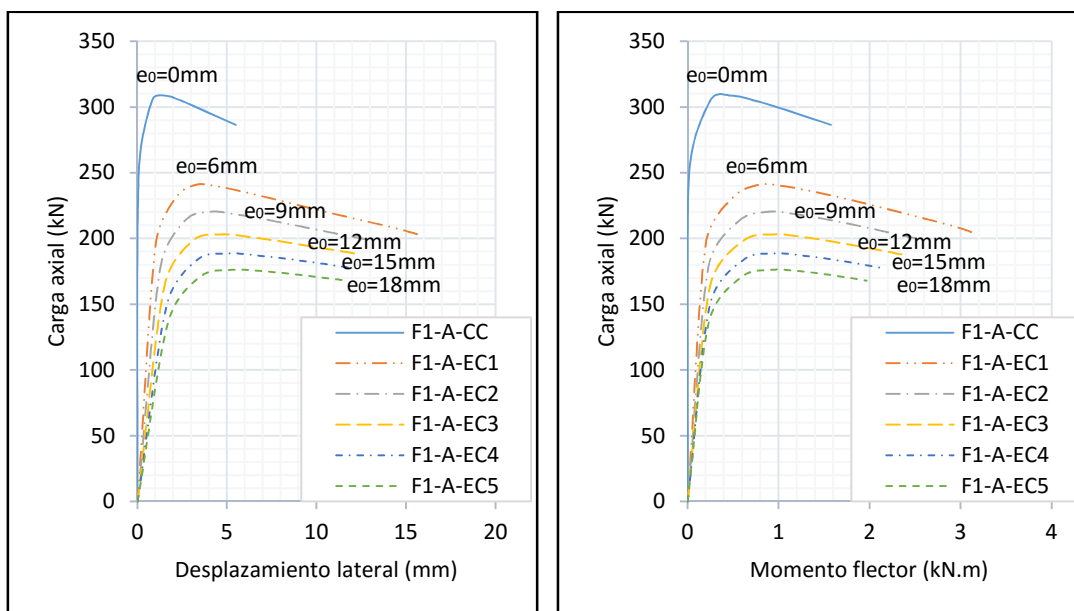 350
300
250
200
150
100
50
0
Carga axial (kN)
e0=0mm
e0=6mm
e0=9mm
e0=12mm
e0=15mm
e0=18mm
F1-A-CC
F1-A-EC1
F1-A-EC2
F1-A-EC3
F1-A-EC4
F1-A-EC5
0 5 10 15 20
Desplazamiento lateral (mm)
350
300
250
200
150
100
50
0
Carga axial (kN)
e0=0mm
e0=6mm
e0=9mm
e0=12mm
e0=15mm
e0=18mm
F1-A-CC
F1-A-EC1
F1-A-EC2
F1-A-EC3
F1-A-EC4
F1-A-EC5
0 1 2 3 4
Momento flector (kN.m)